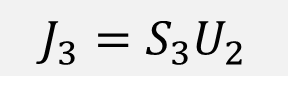 J₃ = S₃U₂